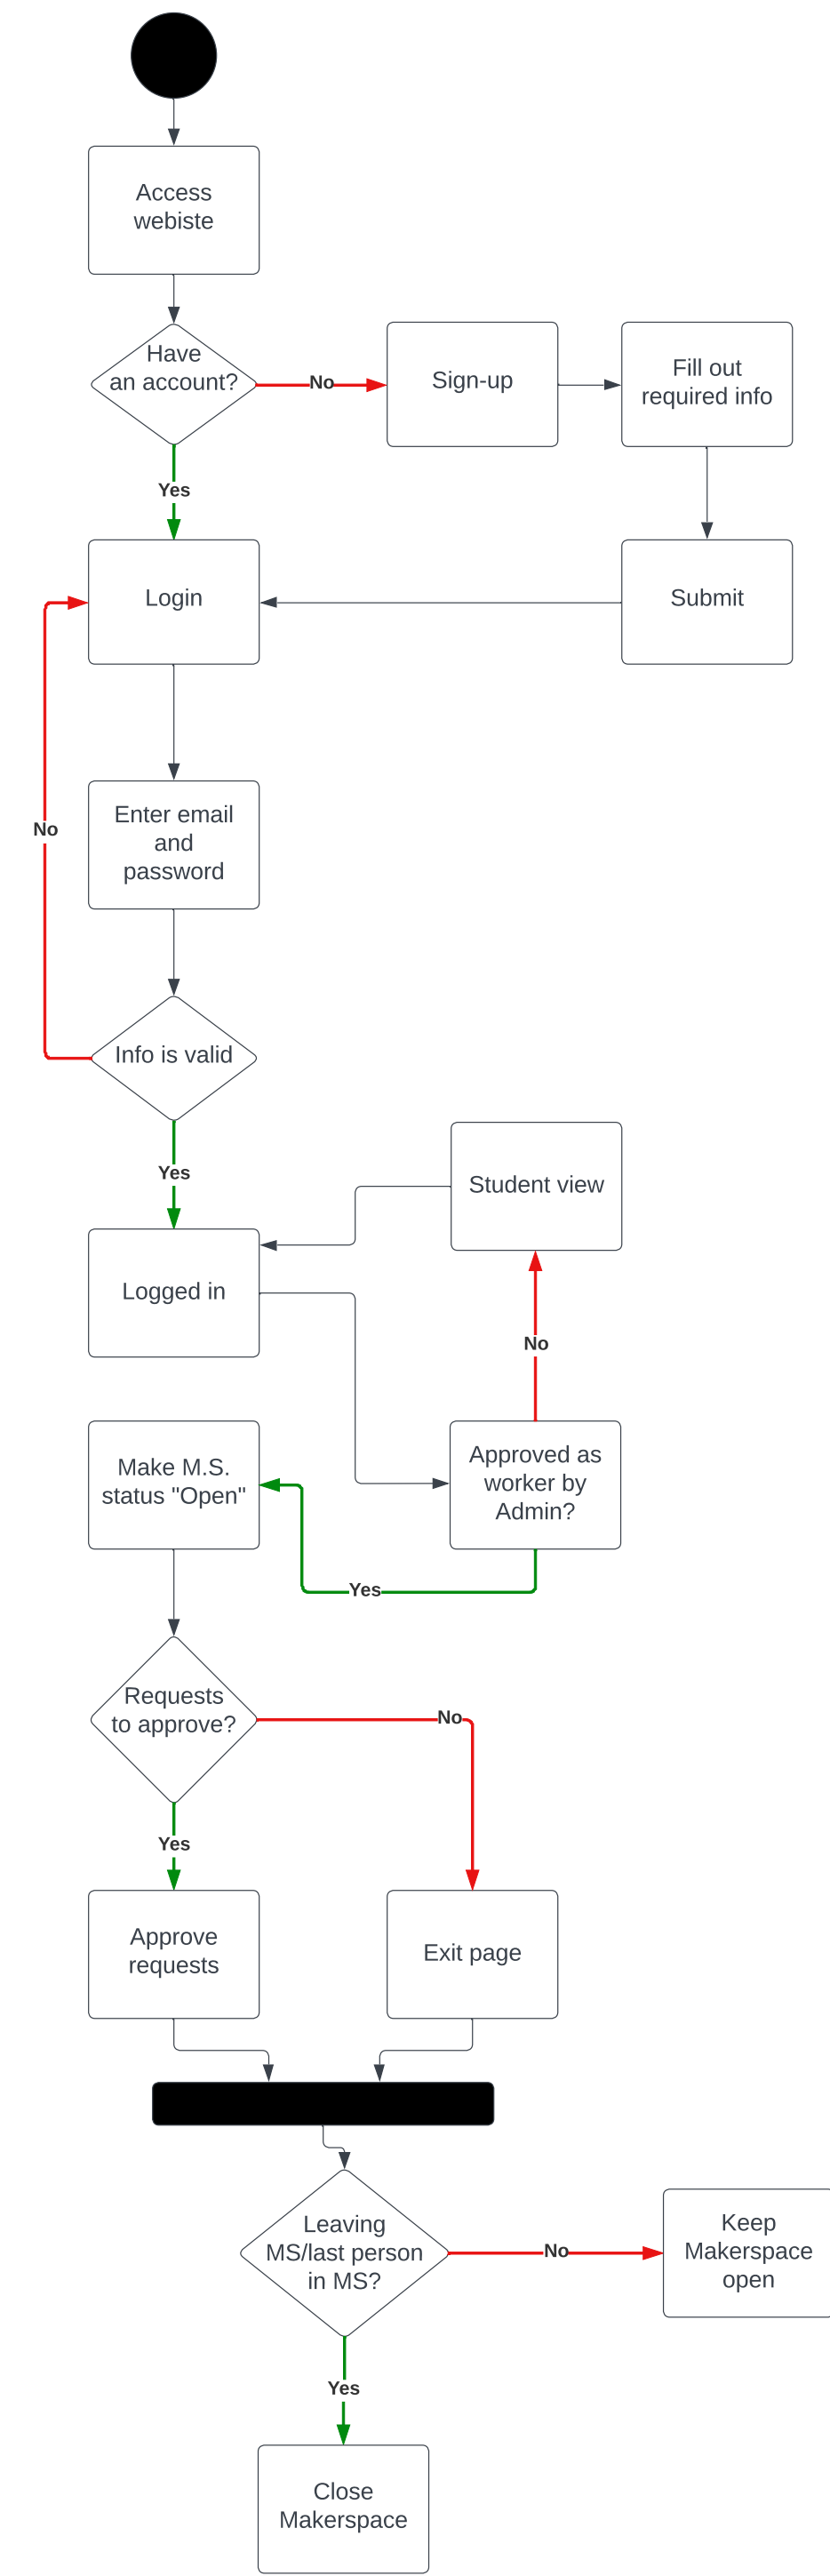 Access
webiste
Have
an account?
No
Sign-up
Fill out
required info
Yes
Login
Submit
No
Enter email
and
password
Info is valid
Yes
Student view
Logged in
No
Approved as
worker by
Admin?
Make M.S.
status "Open"
Yes
Requests
to approve?
No
Yes
Approve
requests
Exit page
Leaving
MS/last person
in MS?
No
Keep
Makerspace
open
Yes
Close
Makerspace